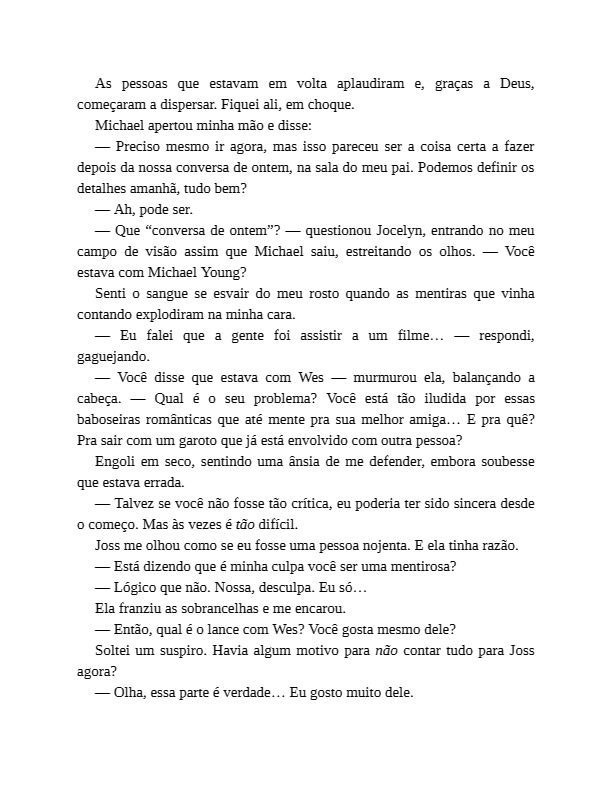 As pessoas que estavam em volta aplaudiram e, graças a Deus,
começaram a dispersar. Fiquei ali, em choque.
Michael apertou minha mão e disse:
— Preciso mesmo ir agora, mas isso pareceu ser a coisa certa a fazer
depois da nossa conversa de ontem, na sala do meu pai. Podemos definir os
detalhes amanhã, tudo bem?
— Ah, pode ser.
— Que “conversa de ontem”? — questionou Jocelyn, entrando no meu
campo de visão assim que Michael saiu, estreitando os olhos. — Você
estava com Michael Young?
Senti o sangue se esvair do meu rosto quando as mentiras que vinha
contando explodiram na minha cara.
— Eu falei que a gente foi assistir a um filme… — respondi,
gaguejando.
— Você disse que estava com Wes — murmurou ela, balançando a
cabeça. — Qual é o seu problema? Você está tão iludida por essas
baboseiras românticas que até mente pra sua melhor amiga… E pra quê?
Pra sair com um garoto que já está envolvido com outra pessoa?
Engoli em seco, sentindo uma ânsia de me defender, embora soubesse
que estava errada.
— Talvez se você não fosse tão crítica, eu poderia ter sido sincera desde
o começo. Mas às vezes é tão difícil.
Joss me olhou como se eu fosse uma pessoa nojenta. E ela tinha razão.
— Está dizendo que é minha culpa você ser uma mentirosa?
— Lógico que não. Nossa, desculpa. Eu só…
Ela franziu as sobrancelhas e me encarou.
— Então, qual é o lance com Wes? Você gosta mesmo dele?
Soltei um suspiro. Havia algum motivo para não contar tudo para Joss
agora?
— Olha, essa parte é verdade… Eu gosto muito dele.